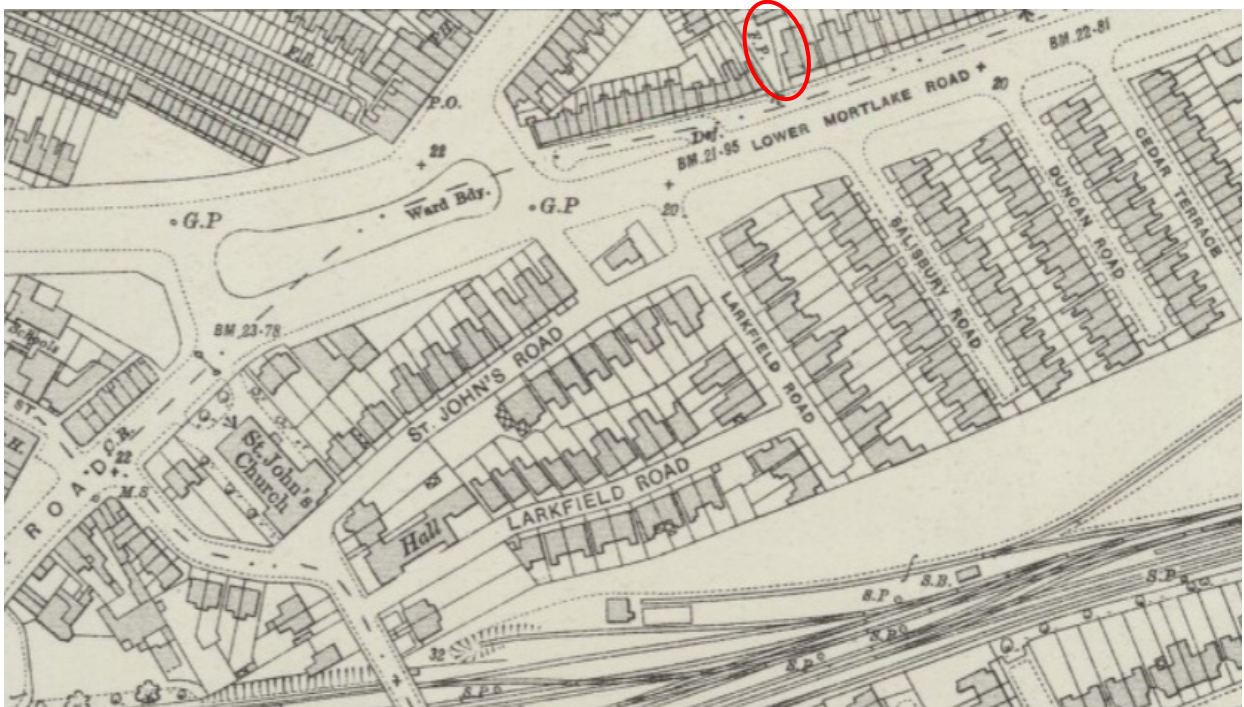 F.P.
F.P.
BM.22·81
P.O.
Def.
20
22
BM.21·95 LOWER MORTLAKE ROAD
CEDAR TERRACE
Ward Bdy.
G.P
G.P
20
DUNCAN ROAD
SALISBURY ROAD
BM.23·78
Schools
LARKFIELD ROAD
ST. JOHN'S ROAD
ST.
C.R.
St. John's
Church
H.
22
M.S
LARKFIELD ROAD
ROAD
Hall
S.B.
S.P
S.P
S.P
S.P
32
S.P